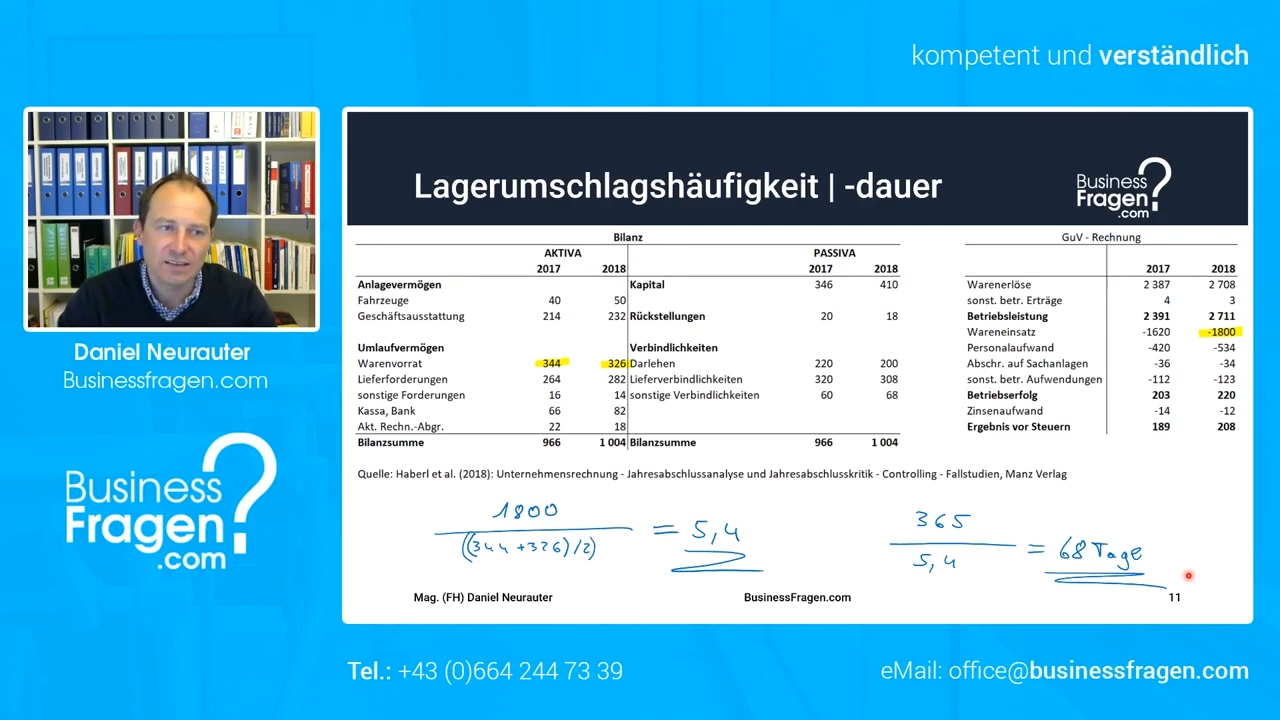 kompetent und verständlich
Lagerumschlagshäufigkeit | -dauer
Business
Fragen?
.com
Daniel Neurauter
Businessfragen.com
Business
Fragen?
.com
Bilanz
AKTIVA PASSIVA
2017 2018 2017 2018
Anlagevermögen Kapital 346 410
Fahrzeuge 40 50
Geschäftsausstattung 214 232 Rückstellungen 20 18
Umlaufvermögen Verbindlichkeiten
Warenvorrat 344 326 Darlehen 220 200
Lieferforderungen 264 282 Lieferverbindlichkeiten 320 308
sonstige Forderungen 16 14 sonstige Verbindlichkeiten 60 68
Kassa, Bank 66 82
Akt. Rechn.-Abgr. 22 18
Bilanzsumme 966 1 004 Bilanzsumme 966 1 004
GuV - Rechnung
2017 2018
Warenerlöse 2 387 2 708
sonst. betr. Erträge 4 3
Betriebsleistung 2 391 2 711
Wareneinsatz -1620 -1800
Personalaufwand -420 -534
Abschr. auf Sachanlagen -36 -34
sonst. betr. Aufwendungen -112 -123
Betriebserfolg 203 220
Zinsenaufwand -14 -12
Ergebnis vor Steuern 189 208
Quelle: Haberl et al. (2018): Unternehmensrechnung - Jahresabschlussanalyse und Jahresabschlusskritik - Controlling - Fallstudien, Manz Verlag
1800
((344+326)/2)
= 5,4
365
5,4
= 68 Tage
Mag. (FH) Daniel Neurauter BusinessFragen.com 11
Tel.: +43 (0)664 244 73 39 eMail: office@businessfragen.com